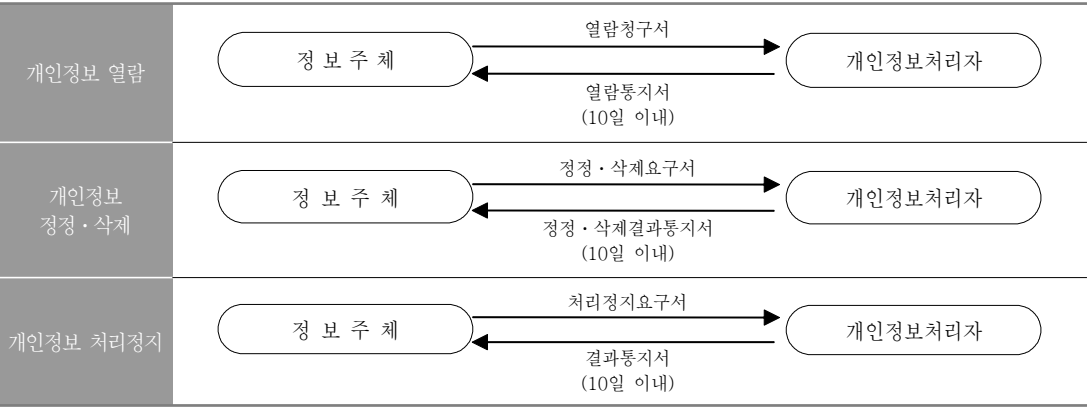 개인정보 열람
정 보 주 체
열람청구서
열람통지서
(10일 이내)
개인정보처리자
개인정보
정정・삭제
정 보 주 체
정정・삭제요구서
정정・삭제결과통지서
(10일 이내)
개인정보처리자
개인정보 처리정지
정 보 주 체
처리정지요구서
결과통지서
(10일 이내)
개인정보처리자